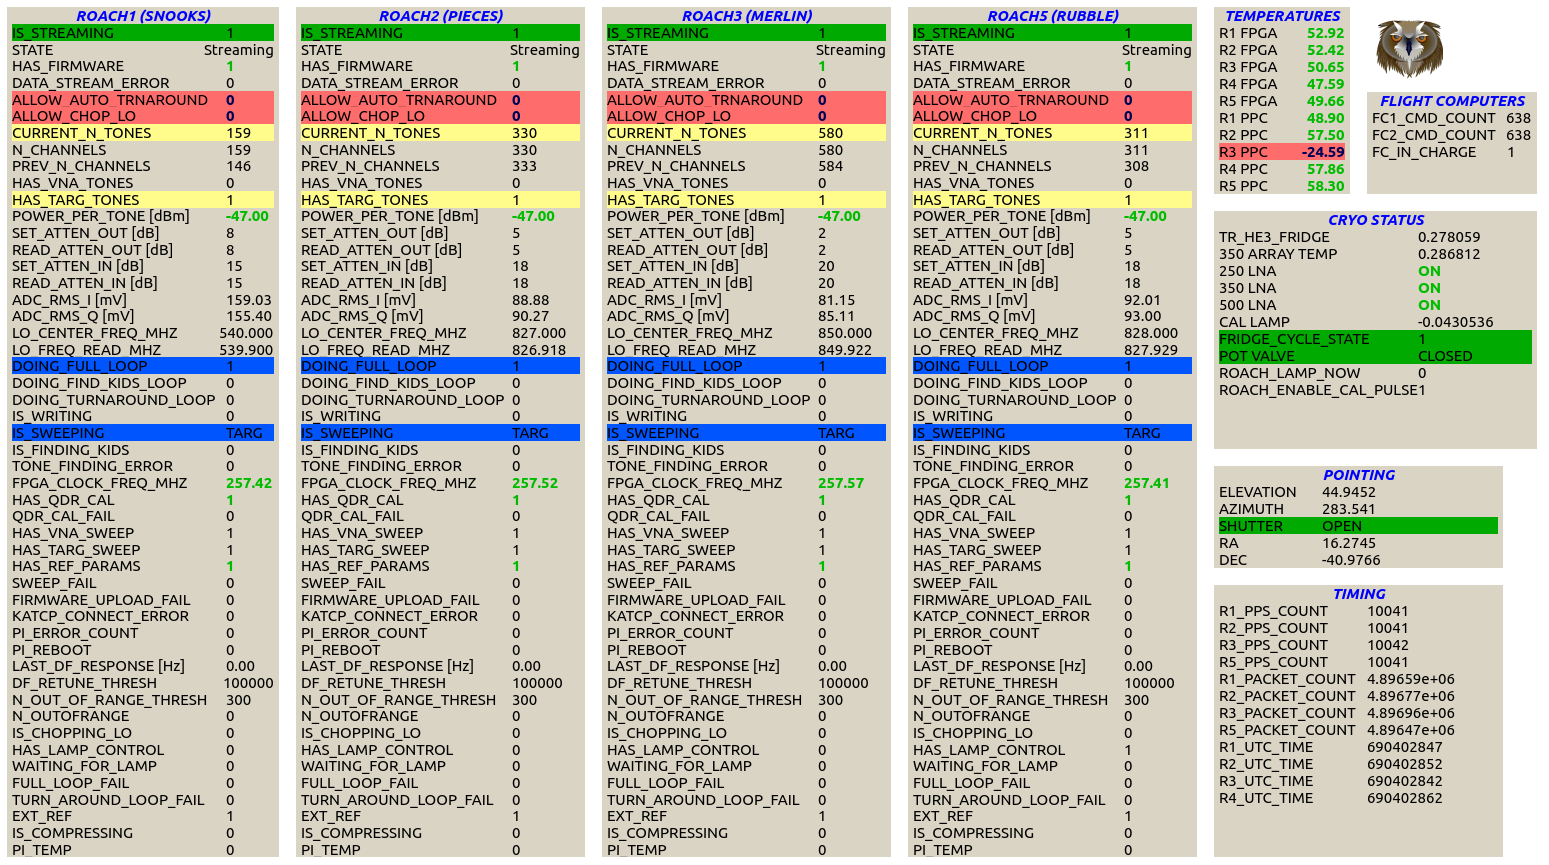 ROACH1 (SNOOKS)
IS_STREAMING 1
STATE Streaming
HAS_FIRMWARE 1
DATA_STREAM_ERROR 0
ALLOW_AUTO_TRNAROUND 0
ALLOW_CHOP_LO 0
CURRENT_N_TONES 159
N_CHANNELS 159
PREV_N_CHANNELS 146
HAS_VNA_TONES 0
HAS_TARG_TONES 1
POWER_PER_TONE [dBm] -47.00
SET_ATTEN_OUT [dB] 8
READ_ATTEN_OUT [dB] 8
SET_ATTEN_IN [dB] 15
READ_ATTEN_IN [dB] 15
ADC_RMS_I [mV] 159.03
ADC_RMS_Q [mV] 155.40
LO_CENTER_FREQ_MHZ 540.000
LO_FREQ_READ_MHZ 539.900
DOING_FULL_LOOP 1
DOING_FIND_KIDS_LOOP 0
DOING_TURNAROUND_LOOP 0
IS_WRITING 0
IS_SWEEPING TARG
IS_FINDING_KIDS 0
TONE_FINDING_ERROR 0
FPGA_CLOCK_FREQ_MHZ 257.42
HAS_QDR_CAL 1
QDR_CAL_FAIL 0
HAS_VNA_SWEEP 1
HAS_TARG_SWEEP 1
HAS_REF_PARAMS 1
SWEEP_FAIL 0
FIRMWARE_UPLOAD_FAIL 0
KATCP_CONNECT_ERROR 0
PI_ERROR_COUNT 0
PI_REBOOT 0
LAST_DF_RESPONSE [Hz] 0.00
DF_RETUNE_THRESH 100000
N_OUT_OF_RANGE_THRESH 300
N_OUTOFRANGE 0
IS_CHOPPING_LO 0
HAS_LAMP_CONTROL 0
WAITING_FOR_LAMP 0
FULL_LOOP_FAIL 0
TURN_AROUND_LOOP_FAIL 0
EXT_REF 1
IS_COMPRESSING 0
PI_TEMP 0
ROACH2 (PIECES)
IS_STREAMING 1
STATE Streaming
HAS_FIRMWARE 1
DATA_STREAM_ERROR 0
ALLOW_AUTO_TRNAROUND 0
ALLOW_CHOP_LO 0
CURRENT_N_TONES 330
N_CHANNELS 330
PREV_N_CHANNELS 333
HAS_VNA_TONES 0
HAS_TARG_TONES 1
POWER_PER_TONE [dBm] -47.00
SET_ATTEN_OUT [dB] 5
READ_ATTEN_OUT [dB] 5
SET_ATTEN_IN [dB] 18
READ_ATTEN_IN [dB] 18
ADC_RMS_I [mV] 88.88
ADC_RMS_Q [mV] 90.27
LO_CENTER_FREQ_MHZ 827.000
LO_FREQ_READ_MHZ 826.918
DOING_FULL_LOOP 1
DOING_FIND_KIDS_LOOP 0
DOING_TURNAROUND_LOOP 0
IS_WRITING 0
IS_SWEEPING TARG
IS_FINDING_KIDS 0
TONE_FINDING_ERROR 0
FPGA_CLOCK_FREQ_MHZ 257.52
HAS_QDR_CAL 1
QDR_CAL_FAIL 0
HAS_VNA_SWEEP 1
HAS_TARG_SWEEP 1
HAS_REF_PARAMS 1
SWEEP_FAIL 0
FIRMWARE_UPLOAD_FAIL 0
KATCP_CONNECT_ERROR 0
PI_ERROR_COUNT 0
PI_REBOOT 0
LAST_DF_RESPONSE [Hz] 0.00
DF_RETUNE_THRESH 100000
N_OUT_OF_RANGE_THRESH 300
N_OUTOFRANGE 0
IS_CHOPPING_LO 0
HAS_LAMP_CONTROL 0
WAITING_FOR_LAMP 0
FULL_LOOP_FAIL 0
TURN_AROUND_LOOP_FAIL 0
EXT_REF 1
IS_COMPRESSING 0
PI_TEMP 0
ROACH3 (MERLIN)
IS_STREAMING 1
STATE Streaming
HAS_FIRMWARE 1
DATA_STREAM_ERROR 0
ALLOW_AUTO_TRNAROUND 0
ALLOW_CHOP_LO 0
CURRENT_N_TONES 580
N_CHANNELS 580
PREV_N_CHANNELS 584
HAS_VNA_TONES 0
HAS_TARG_TONES 1
POWER_PER_TONE [dBm] -47.00
SET_ATTEN_OUT [dB] 2
READ_ATTEN_OUT [dB] 2
SET_ATTEN_IN [dB] 20
READ_ATTEN_IN [dB] 20
ADC_RMS_I [mV] 81.15
ADC_RMS_Q [mV] 85.11
LO_CENTER_FREQ_MHZ 850.000
LO_FREQ_READ_MHZ 849.922
DOING_FULL_LOOP 1
DOING_FIND_KIDS_LOOP 0
DOING_TURNAROUND_LOOP 0
IS_WRITING 0
IS_SWEEPING TARG
IS_FINDING_KIDS 0
TONE_FINDING_ERROR 0
FPGA_CLOCK_FREQ_MHZ 257.57
HAS_QDR_CAL 1
QDR_CAL_FAIL 0
HAS_VNA_SWEEP 1
HAS_TARG_SWEEP 1
HAS_REF_PARAMS 1
SWEEP_FAIL 0
FIRMWARE_UPLOAD_FAIL 0
KATCP_CONNECT_ERROR 0
PI_ERROR_COUNT 0
PI_REBOOT 0
LAST_DF_RESPONSE [Hz] 0.00
DF_RETUNE_THRESH 100000
N_OUT_OF_RANGE_THRESH 300
N_OUTOFRANGE 0
IS_CHOPPING_LO 0
HAS_LAMP_CONTROL 0
WAITING_FOR_LAMP 0
FULL_LOOP_FAIL 0
TURN_AROUND_LOOP_FAIL 0
EXT_REF 1
IS_COMPRESSING 0
PI_TEMP 0
ROACH5 (RUBBLE)
IS_STREAMING 1
STATE Streaming
HAS_FIRMWARE 1
DATA_STREAM_ERROR 0
ALLOW_AUTO_TRNAROUND 0
ALLOW_CHOP_LO 0
CURRENT_N_TONES 311
N_CHANNELS 311
PREV_N_CHANNELS 308
HAS_VNA_TONES 0
HAS_TARG_TONES 1
POWER_PER_TONE [dBm] -47.00
SET_ATTEN_OUT [dB] 5
READ_ATTEN_OUT [dB] 5
SET_ATTEN_IN [dB] 18
READ_ATTEN_IN [dB] 18
ADC_RMS_I [mV] 92.01
ADC_RMS_Q [mV] 93.00
LO_CENTER_FREQ_MHZ 828.000
LO_FREQ_READ_MHZ 827.929
DOING_FULL_LOOP 1
DOING_FIND_KIDS_LOOP 0
DOING_TURNAROUND_LOOP 0
IS_WRITING 0
IS_SWEEPING TARG
IS_FINDING_KIDS 0
TONE_FINDING_ERROR 0
FPGA_CLOCK_FREQ_MHZ 257.41
HAS_QDR_CAL 1
QDR_CAL_FAIL 0
HAS_VNA_SWEEP 1
HAS_TARG_SWEEP 1
HAS_REF_PARAMS 1
SWEEP_FAIL 0
FIRMWARE_UPLOAD_FAIL 0
KATCP_CONNECT_ERROR 0
PI_ERROR_COUNT 0
PI_REBOOT 0
LAST_DF_RESPONSE [Hz] 0.00
DF_RETUNE_THRESH 100000
N_OUT_OF_RANGE_THRESH 300
N_OUTOFRANGE 0
IS_CHOPPING_LO 0
HAS_LAMP_CONTROL 1
WAITING_FOR_LAMP 0
FULL_LOOP_FAIL 0
TURN_AROUND_LOOP_FAIL 0
EXT_REF 1
IS_COMPRESSING 0
PI_TEMP 0
TEMPERATURES
R1 FPGA 52.92
R2 FPGA 52.42
R3 FPGA 50.65
R4 FPGA 47.59
R5 FPGA 49.66
R1 PPC 48.90
R2 PPC 57.50
R3 PPC -24.59
R4 PPC 57.86
R5 PPC 58.30
FLIGHT COMPUTERS
FC1_CMD_COUNT 638
FC2_CMD_COUNT 638
FC_IN_CHARGE 1
CRYO STATUS
TR_HE3_FRIDGE 0.278059
350 ARRAY TEMP 0.286812
250 LNA ON
350 LNA ON
500 LNA ON
CAL LAMP -0.0430536
FRIDGE_CYCLE_STATE 1
POT VALVE CLOSED
ROACH_LAMP_NOW 0
ROACH_ENABLE_CAL_PULSE1
POINTING
ELEVATION 44.9452
AZIMUTH 283.541
SHUTTER OPEN
RA 16.2745
DEC -40.9766
TIMING
R1_PPS_COUNT 10041
R2_PPS_COUNT 10041
R3_PPS_COUNT 10042
R5_PPS_COUNT 10041
R1_PACKET_COUNT 4.89659e+06
R2_PACKET_COUNT 4.89677e+06
R3_PACKET_COUNT 4.89696e+06
R5_PACKET_COUNT 4.89647e+06
R1_UTC_TIME 690402847
R2_UTC_TIME 690402852
R3_UTC_TIME 690402842
R4_UTC_TIME 690402862